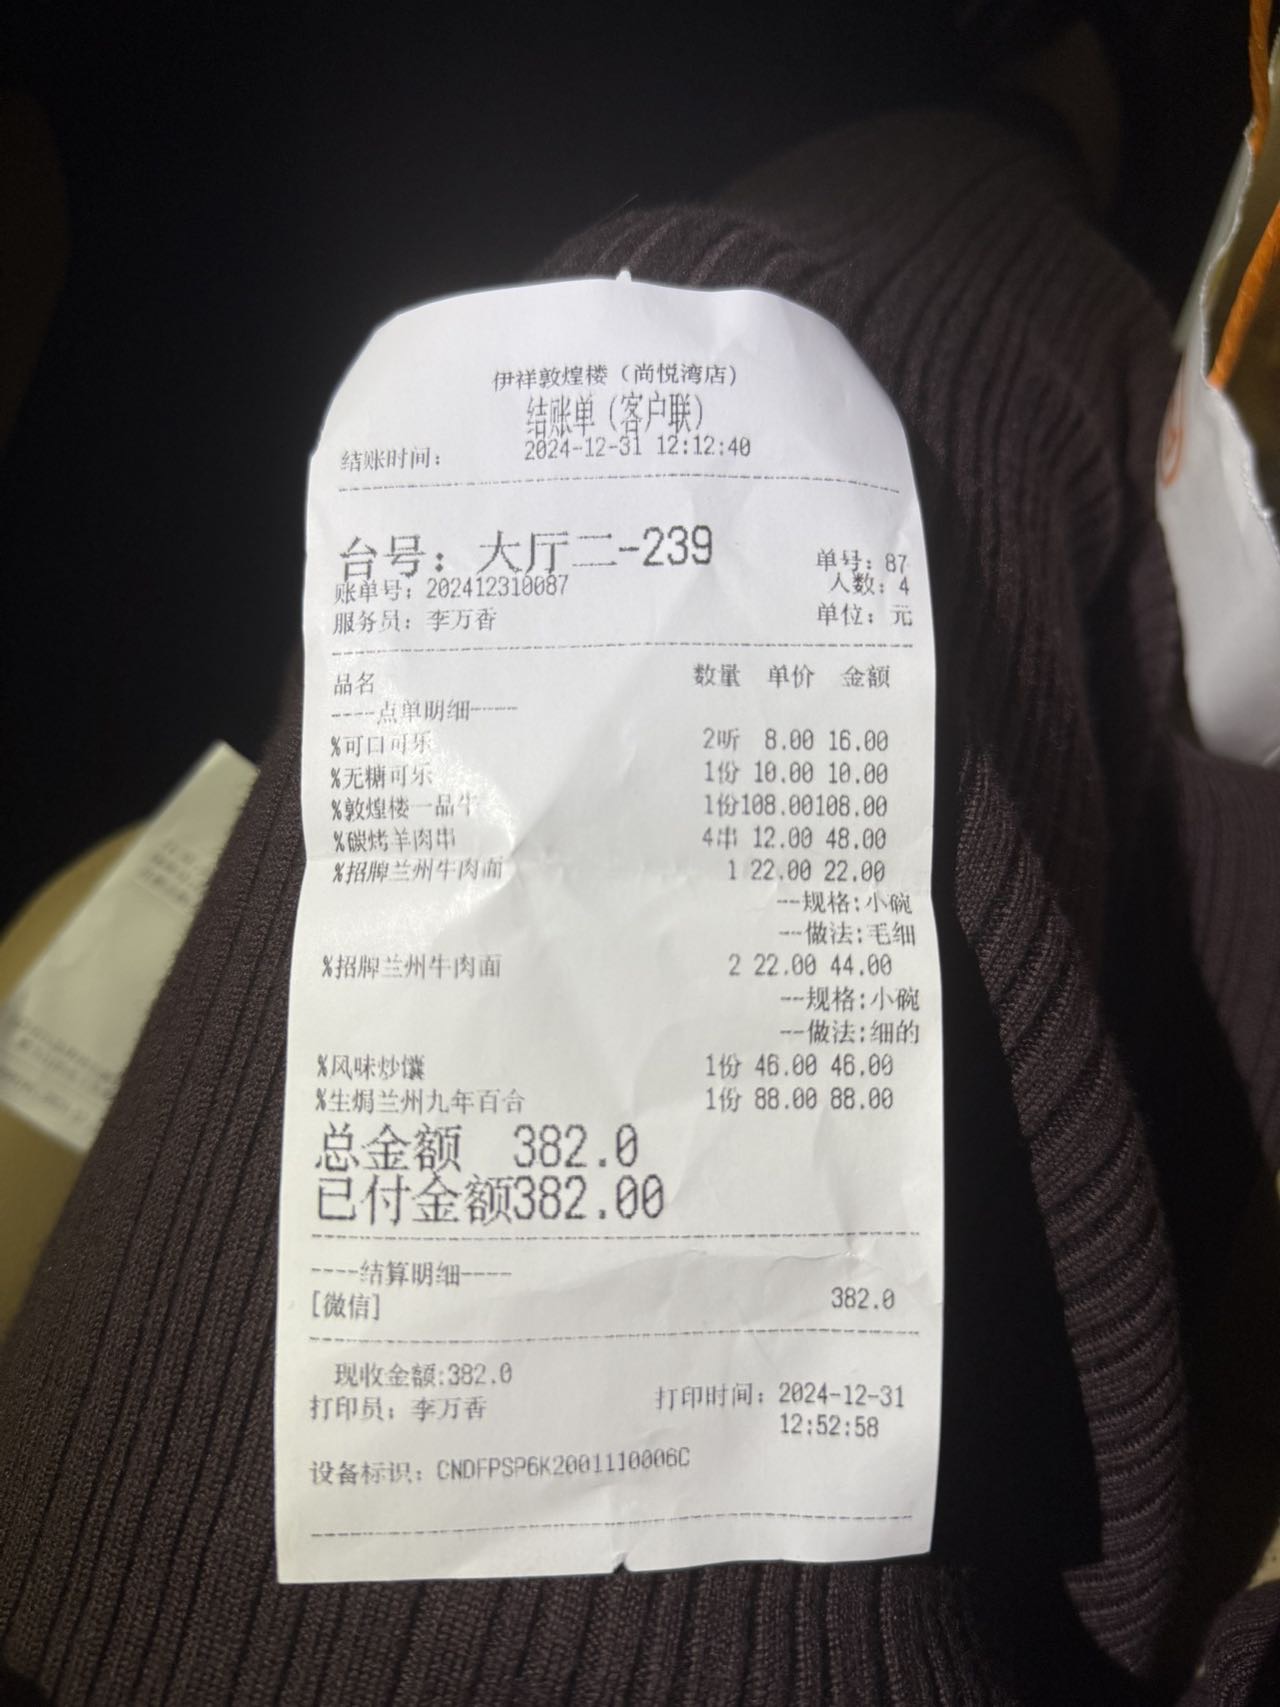 伊祥敦煌楼（尚悦湾店）
结账单（客户联）
结账时间： 2024-12-31 12:12:40
台号：大厅二-239 单号：87
账单号：202412310087 人数：4
服务员：李万香 单位：元
品名 数量 单价 金额
----点单明细----
%可口可乐 2听 8.00 16.00
%无糖可乐 1份 10.00 10.00
%敦煌楼一品牛 1份108.00108.00
%碳烤羊肉串 4串 12.00 48.00
%招牌兰州牛肉面 1 22.00 22.00
--规格:小碗
--做法:毛细
%招牌兰州牛肉面 2 22.00 44.00
--规格:小碗
--做法:细的
%风味炒馕 1份 46.00 46.00
%生焗兰州九年百合 1份 88.00 88.00
总金额 382.0
已付金额382.00
----结算明细----
[微信] 382.0
现收金额:382.0
打印员：李万香 打印时间：2024-12-31
12:52:58
设备标识：CNDFPSP6K2001110006C